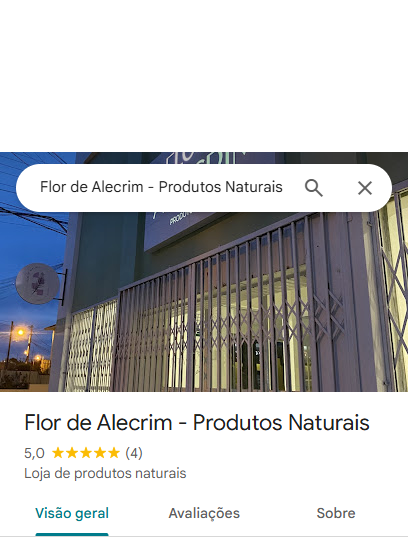 Flor de Alecrim - Produtos Naturais
Flor de Alecrim - Produtos Naturais
5,0 ★★★★★ (4)
Loja de produtos naturais
Visão geral
Avaliações
Sobre